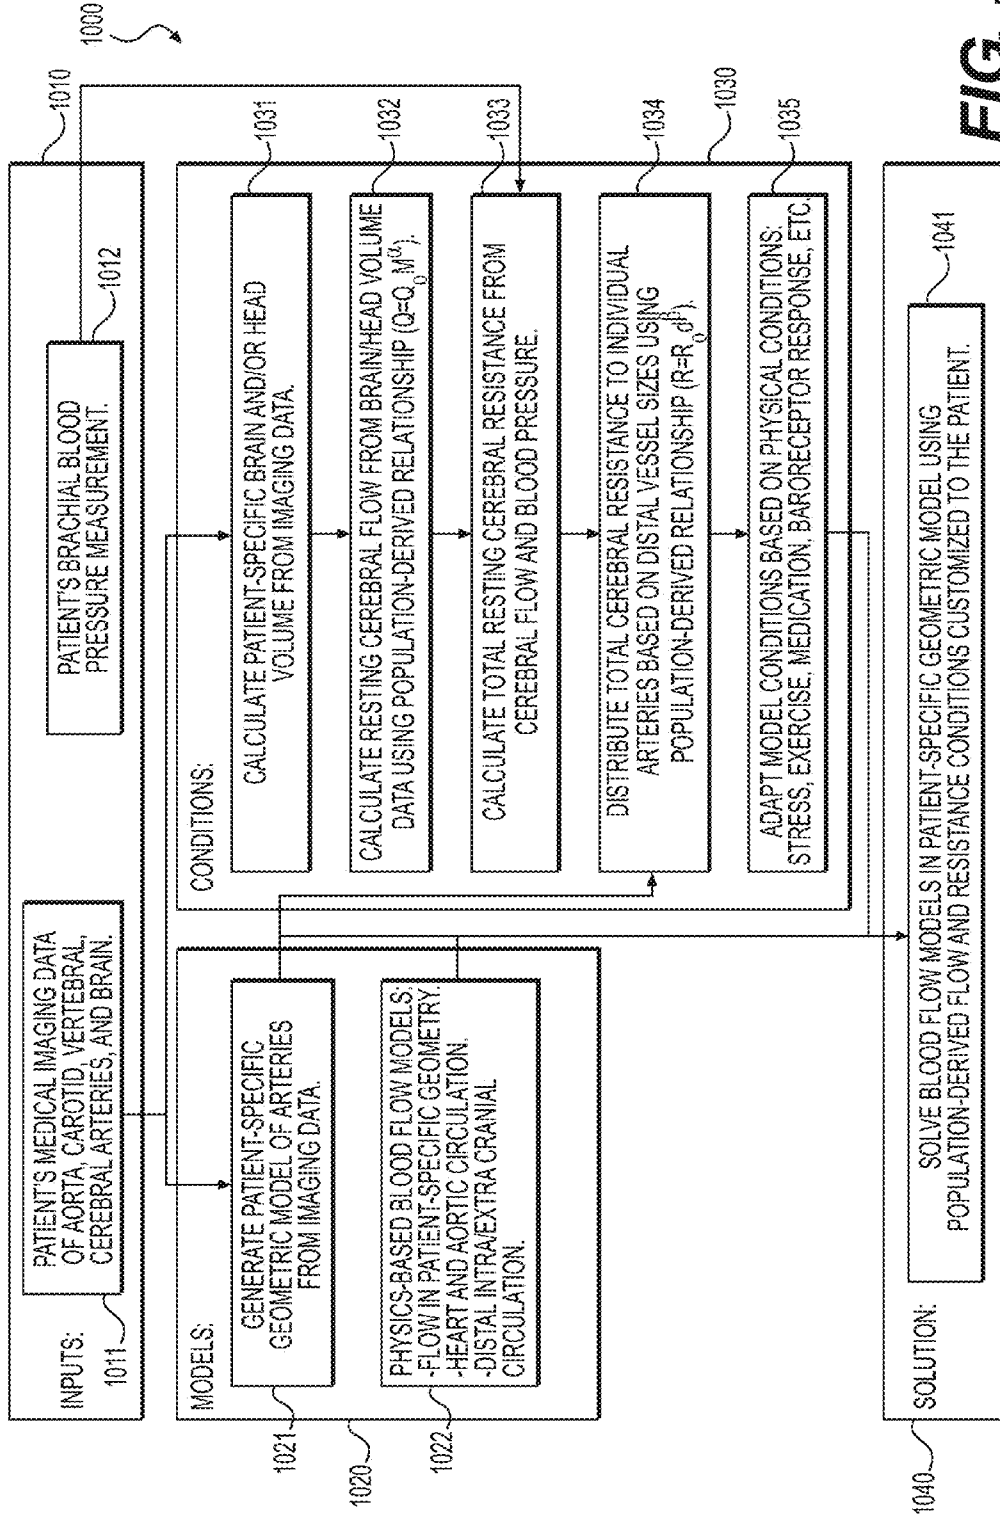 1000
1010
INPUTS:
PATIENT'S MEDICAL IMAGING DATA
OF AORTA, CAROTID, VERTEBRAL,
CEREBRAL ARTERIES, AND BRAIN.
1011
PATIENT'S BRACHIAL BLOOD
PRESSURE MEASUREMENT.
1012
MODELS:
GENERATE PATIENT-SPECIFIC
GEOMETRIC MODEL OF ARTERIES
FROM IMAGING DATA.
1021
1020
PHYSICS-BASED BLOOD FLOW MODELS:
-FLOW IN PATIENT-SPECIFIC GEOMETRY.
-HEART AND AORTIC CIRCULATION.
-DISTAL INTRA/EXTRA CRANIAL
CIRCULATION.
1022
CONDITIONS:
CALCULATE PATIENT-SPECIFIC BRAIN AND/OR HEAD
VOLUME FROM IMAGING DATA.
1031
CALCULATE RESTING CEREBRAL FLOW FROM BRAIN/HEAD VOLUME
DATA USING POPULATION-DERIVED RELATIONSHIP (Q=Q₀M^α).
1032
CALCULATE TOTAL RESTING CEREBRAL RESISTANCE FROM
CEREBRAL FLOW AND BLOOD PRESSURE.
1033
DISTRIBUTE TOTAL CEREBRAL RESISTANCE TO INDIVIDUAL
ARTERIES BASED ON DISTAL VESSEL SIZES USING
POPULATION-DERIVED RELATIONSHIP (R=R₀d^β).
1034
1030
ADAPT MODEL CONDITIONS BASED ON PHYSICAL CONDITIONS:
STRESS, EXERCISE, MEDICATION, BARORECEPTOR RESPONSE, ETC.
1035
SOLUTION:
1040
SOLVE BLOOD FLOW MODELS IN PATIENT-SPECIFIC GEOMETRIC MODEL USING
POPULATION-DERIVED FLOW AND RESISTANCE CONDITIONS CUSTOMIZED TO THE PATIENT.
1041
FIG.